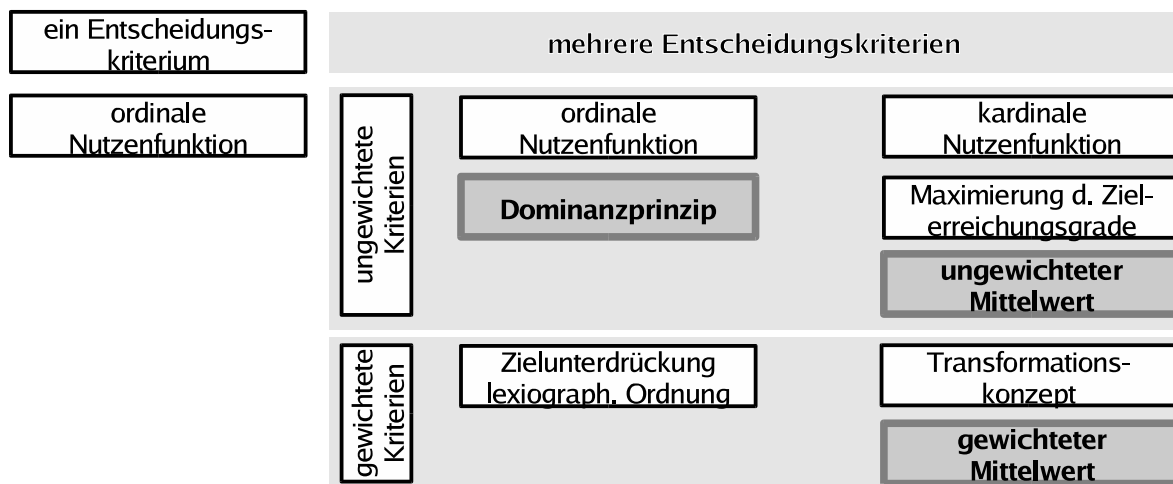 ein Entscheidungs-
kriterium
mehrere Entscheidungskriterien
ordinale
Nutzenfunktion
ungewichtete
Kriterien
ordinale
Nutzenfunktion
kardinale
Nutzenfunktion
Dominanzprinzip
Maximierung d. Ziel-
erreichungsgrade
ungewichteter
Mittelwert
gewichtete
Kriterien
Zielunterdrückung
lexiograph. Ordnung
Transformations-
konzept
gewichteter
Mittelwert